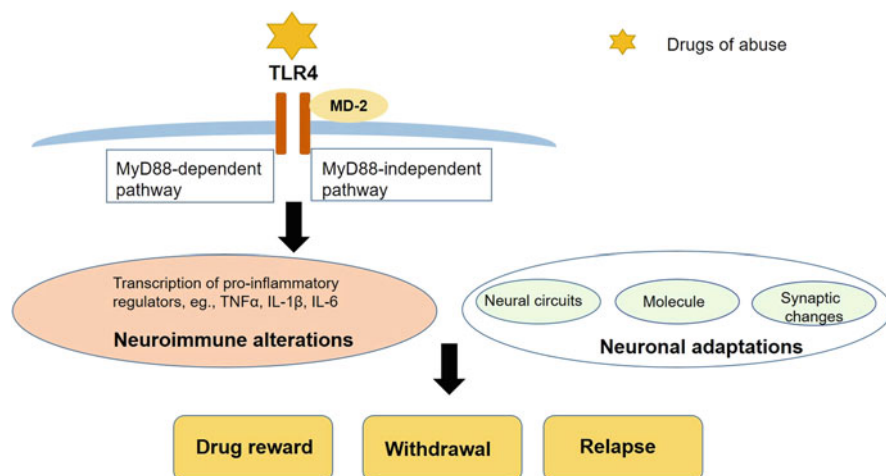 Drugs of abuse
TLR4
MD-2
MyD88-dependent
pathway
MyD88-independent
pathway
Transcription of pro-inflammatory
regulators, eg., TNFα, IL-1β, IL-6
Neuroimmune alterations
Neural circuits
Molecule
Synaptic
changes
Neuronal adaptations
Drug reward
Withdrawal
Relapse